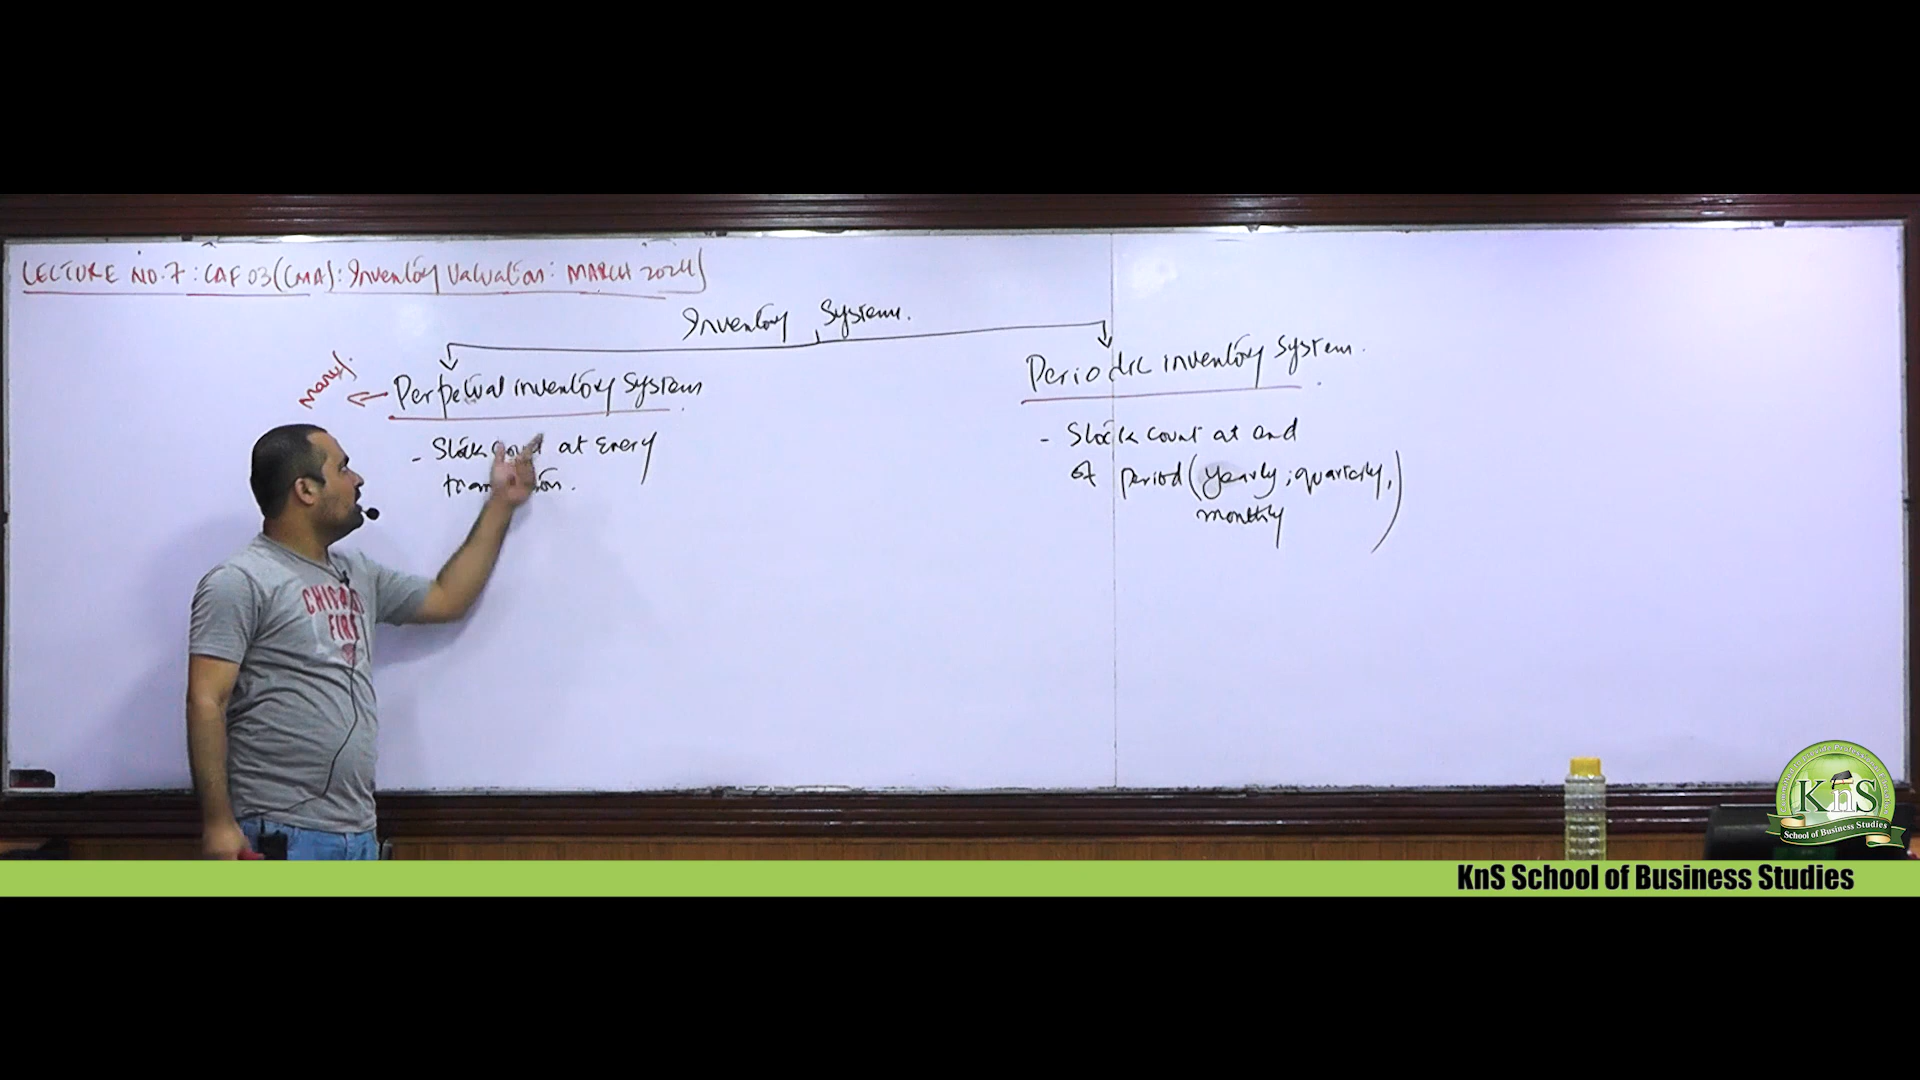 LECTURE NO.7: CAF 03 (CMA): Inventory Valuation: MARCH 2024)
Inventory System.
Perpetual inventory System
- Stock count at Every
transaction.
Periodic inventory System.
- Stock count at end
of period (yearly; quarterly,
monthly)
CHICAGO
FIRE
KnS
School of Business Studies
KnS School of Business Studies